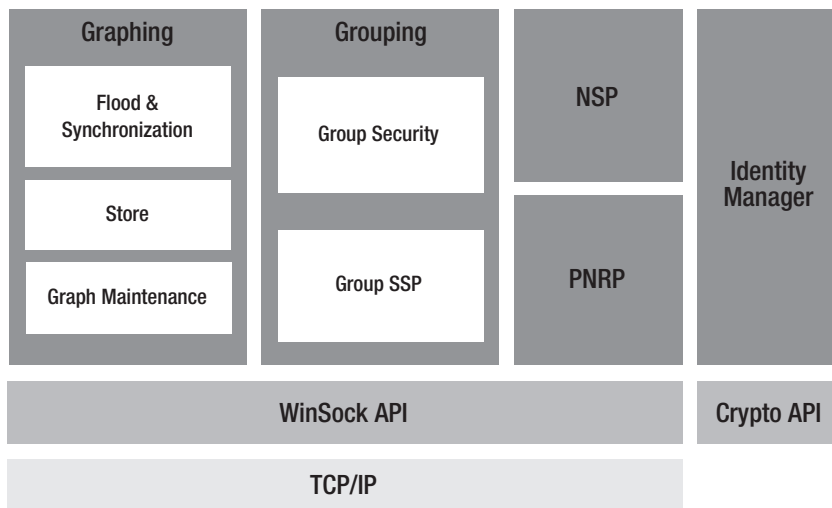 Graphing
Flood &
Synchronization
Store
Graph Maintenance
Grouping
Group Security
Group SSP
NSP
PNRP
Identity
Manager
WinSock API
Crypto API
TCP/IP